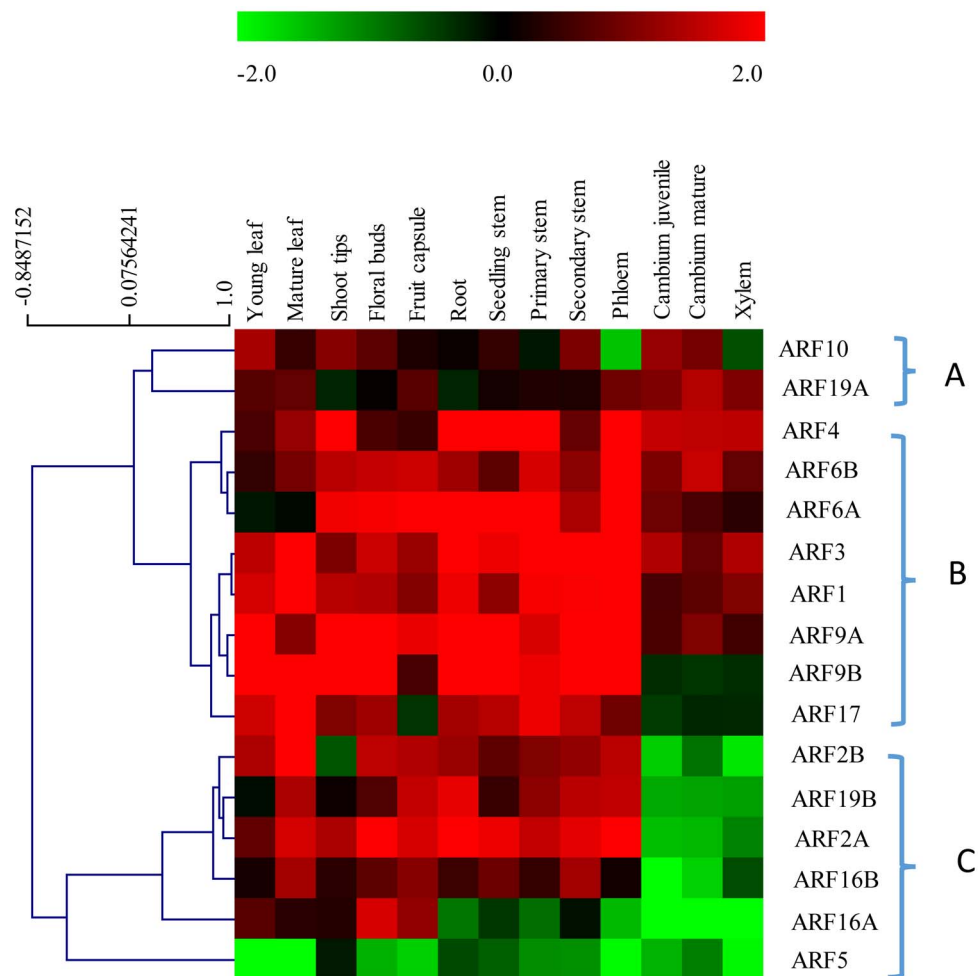 -2.0 0.0 2.0
-0.8487152
0.07564241
1.0
Young leaf
Mature leaf
Shoot tips
Floral buds
Fruit capsule
Root
Seedling stem
Primary stem
Secondary stem
Phloem
Cambium juvenile
Cambium mature
Xylem
ARF10
A
ARF19A
ARF4
ARF6B
ARF6A
ARF3
B
ARF1
ARF9A
ARF9B
ARF17
ARF2B
ARF19B
ARF2A
C
ARF16B
ARF16A
ARF5